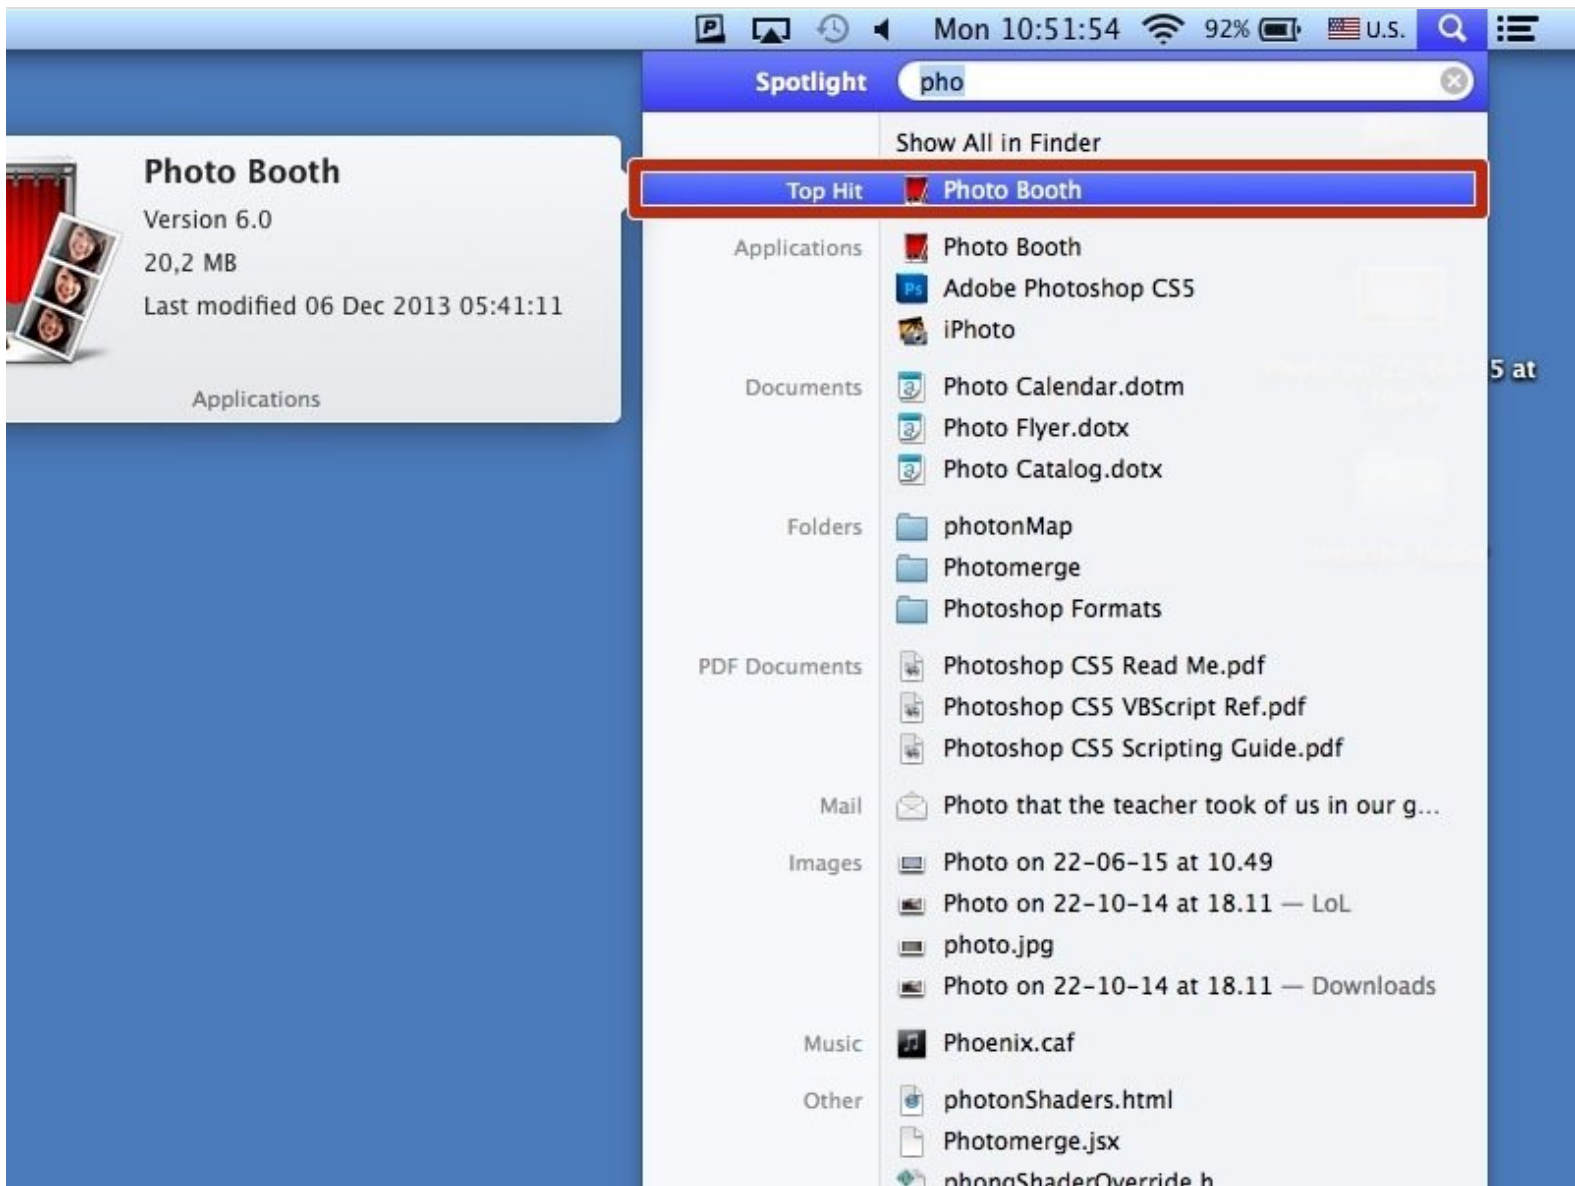 Mon 10:51:54 92% U.S.
Spotlight pho
Show All in Finder
Top Hit Photo Booth
Applications Photo Booth
Adobe Photoshop CS5
iPhoto
Documents Photo Calendar.dotm
Photo Flyer.dotx
Photo Catalog.dotx
Folders photonMap
Photomerge
Photoshop Formats
PDF Documents Photoshop CS5 Read Me.pdf
Photoshop CS5 VBScript Ref.pdf
Photoshop CS5 Scripting Guide.pdf
Mail Photo that the teacher took of us in our g...
Images Photo on 22-06-15 at 10.49
Photo on 22-10-14 at 18.11 — LoL
photo.jpg
Photo on 22-10-14 at 18.11 — Downloads
Music Phoenix.caf
Other photonShaders.html
Photomerge.jsx
phongShaderOverride.h
Photo Booth
Version 6.0
20,2 MB
Last modified 06 Dec 2013 05:41:11
Applications
5 at